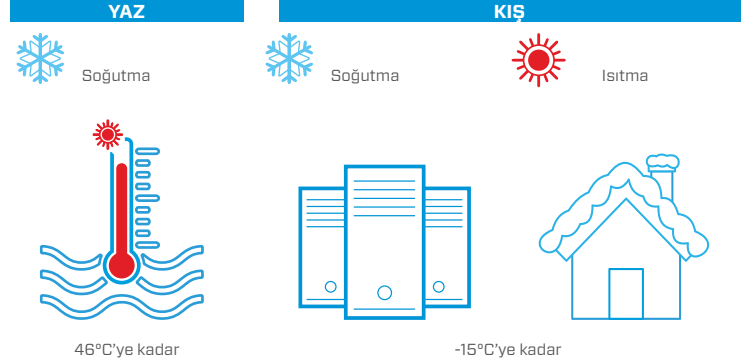 YAZ
KIŞ
Soğutma
Soğutma
Isıtma
46°C'ye kadar
-15°C'ye kadar